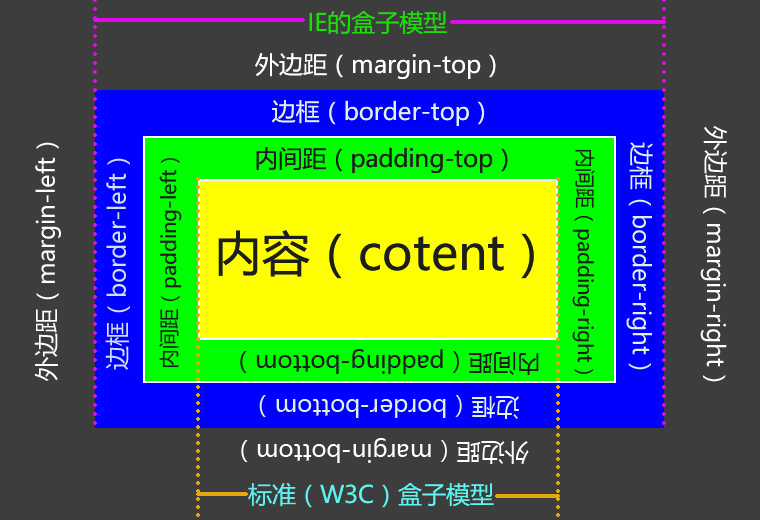 IE的盒子模型
外边距（margin-top）
边框（border-top）
内间距（padding-top）
外边距（margin-left）
边框（border-left）
内间距（padding-left）
内容（cotent）
内间距（padding-right）
边框（border-right）
外边距（margin-right）
内间距（padding-bottom）
边框（border-bottom）
外边距（margin-bottom）
标准（W3C）盒子模型